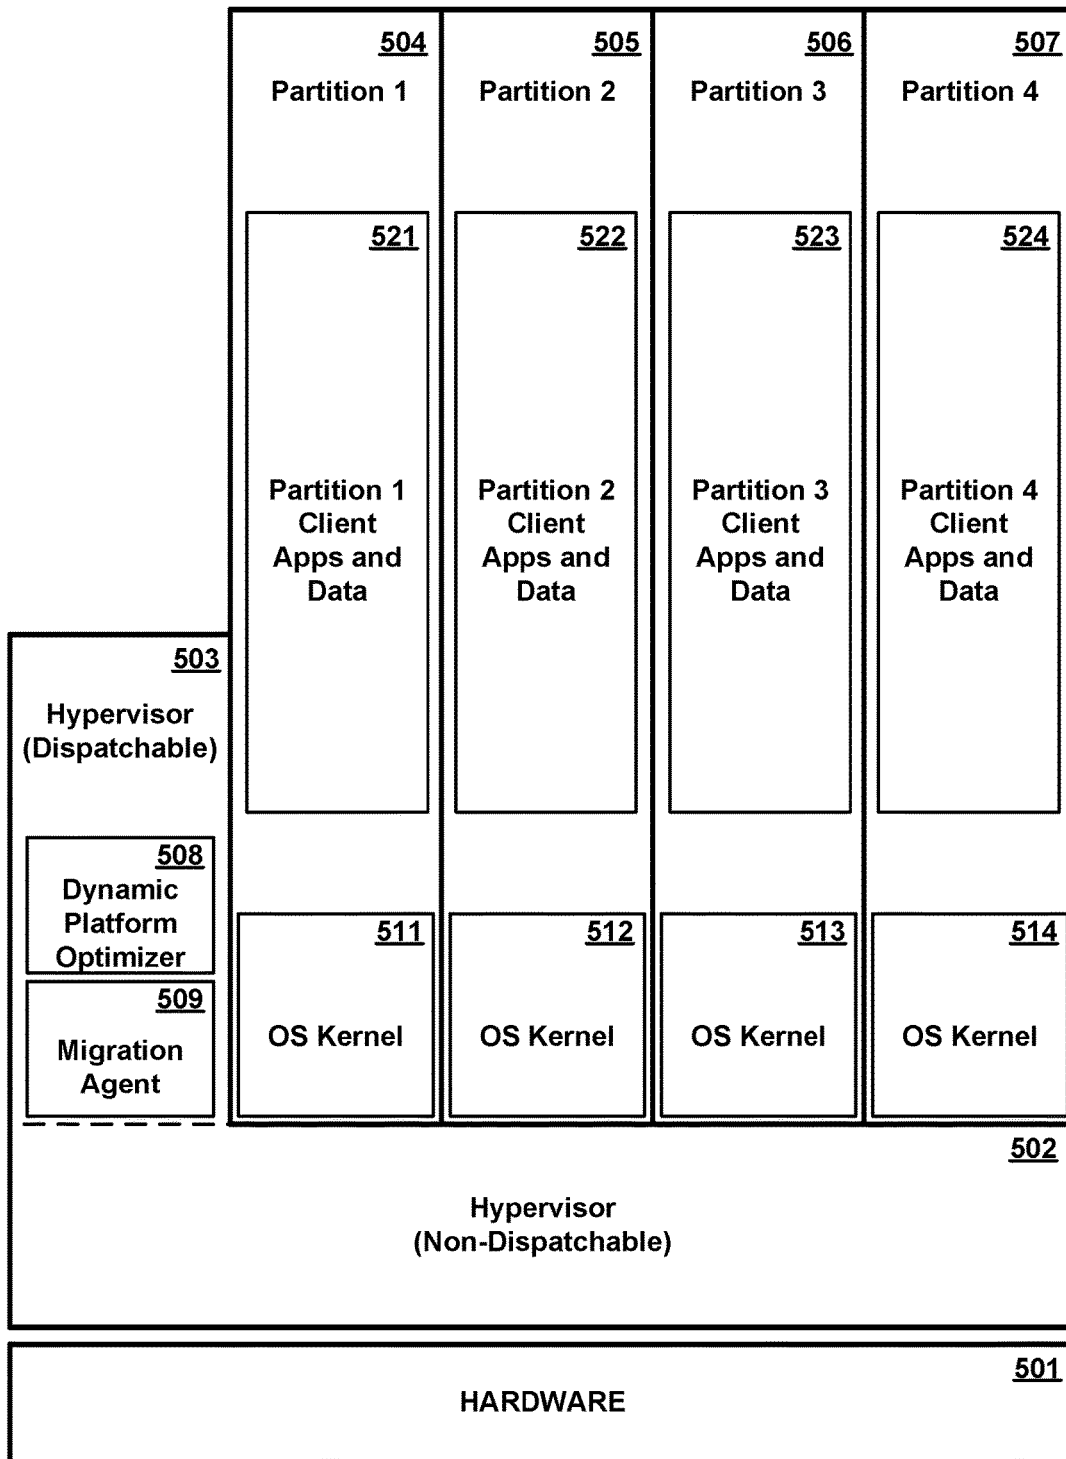 504
Partition 1
505
Partition 2
506
Partition 3
507
Partition 4
521
Partition 1
Client
Apps and
Data
522
Partition 2
Client
Apps and
Data
523
Partition 3
Client
Apps and
Data
524
Partition 4
Client
Apps and
Data
503
Hypervisor
(Dispatchable)
508
Dynamic
Platform
Optimizer
509
Migration
Agent
511
OS Kernel
512
OS Kernel
513
OS Kernel
514
OS Kernel
502
Hypervisor
(Non-Dispatchable)
501
HARDWARE